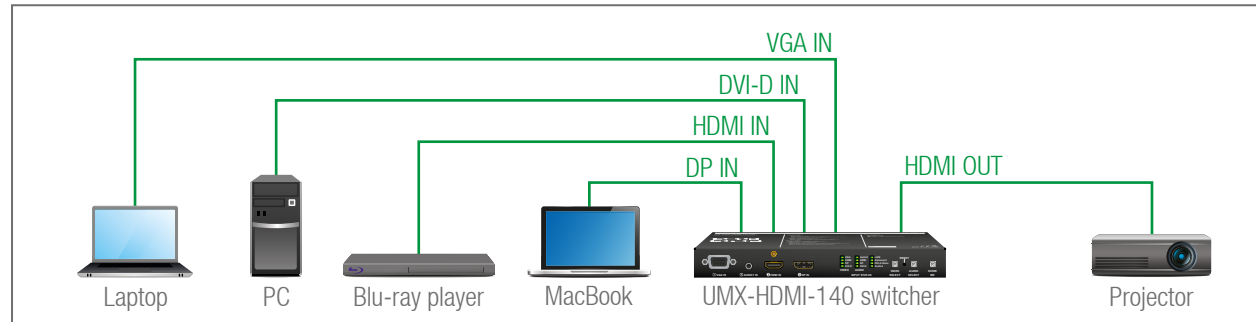 VGA IN
DVI-D IN
HDMI IN
DP IN
HDMI OUT
Laptop
PC
Blu-ray player
MacBook
UMX-HDMI-140 switcher
Projector